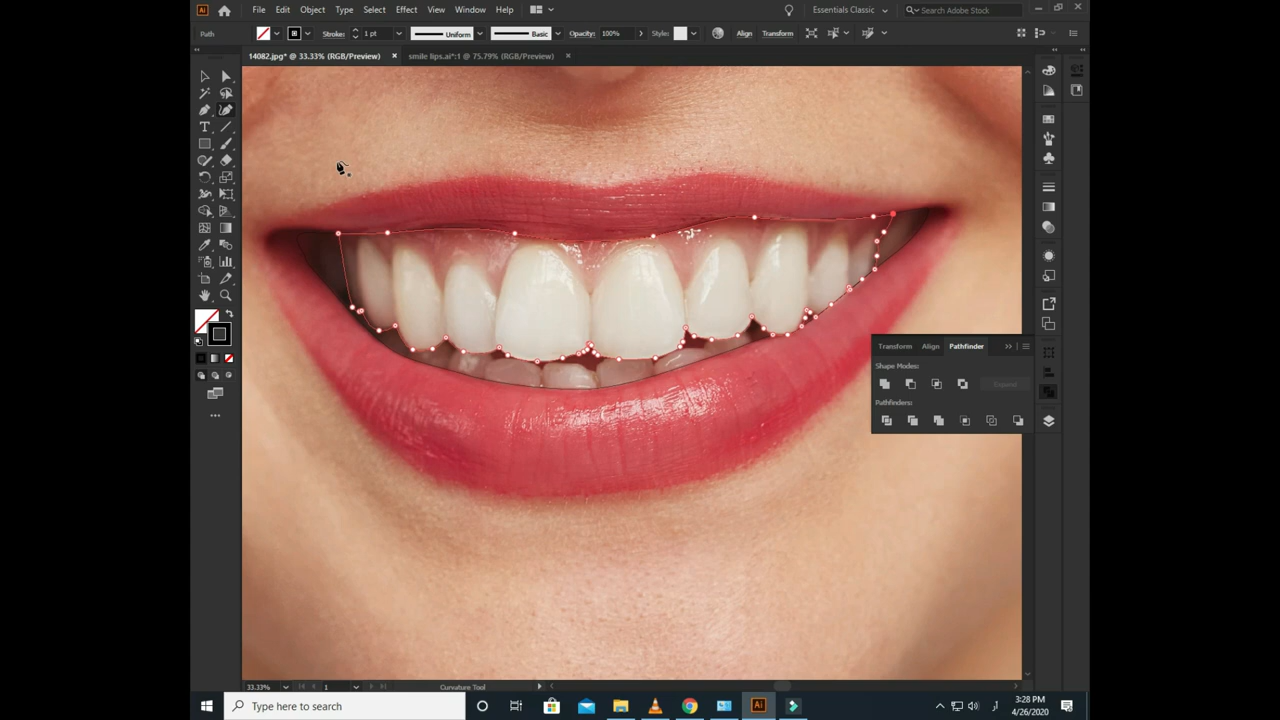 Ai File Edit Object Type Select Effect View Window Help Essentials Classic Search Adobe Stock
Path Stroke: 1 pt Uniform Basic Opacity: 100% Style: Align Transform
14082.jpg* @ 33.33% (RGB/Preview) × smile lips.ai*:1 @ 75.79% (RGB/Preview) ×
Transform Align Pathfinder
Shape Modes:
Expand
Pathfinders:
33.33% 1 Curvature Tool
Type here to search Ai 3:28 PM
4/26/2020